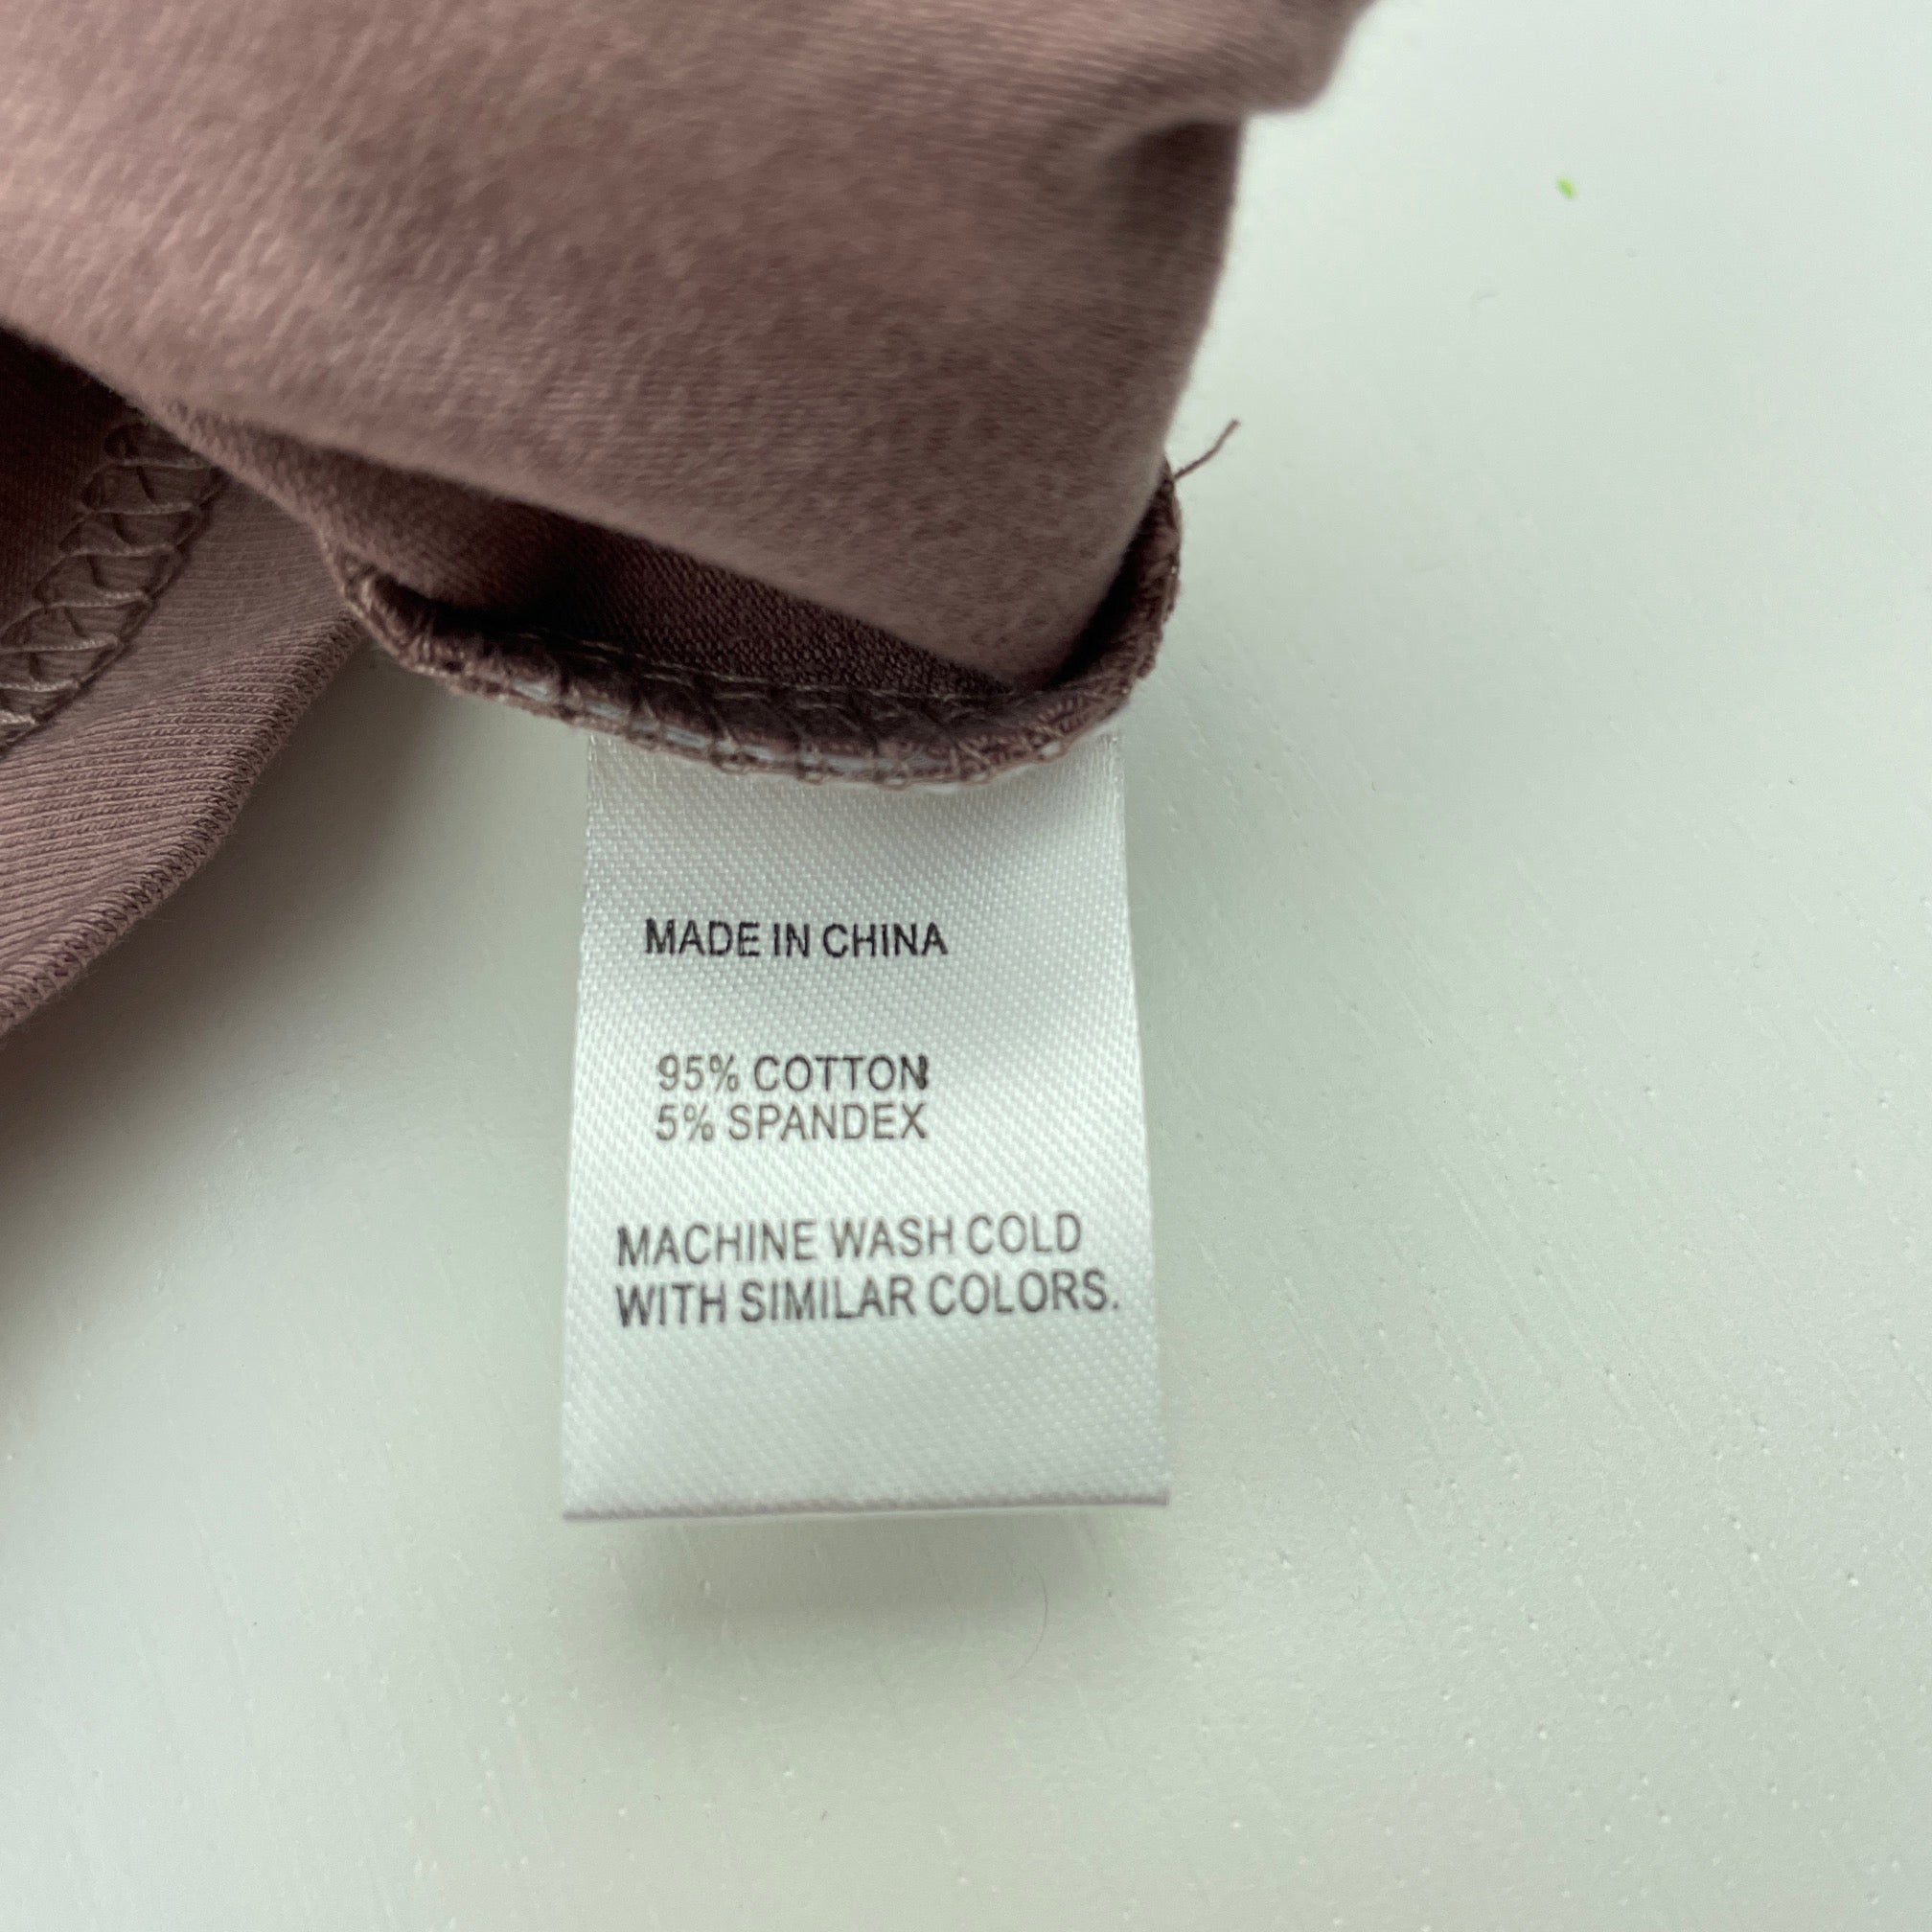 MADE IN CHINA
95% COTTON
5% SPANDEX
MACHINE WASH COLD
WITH SIMILAR COLORS.